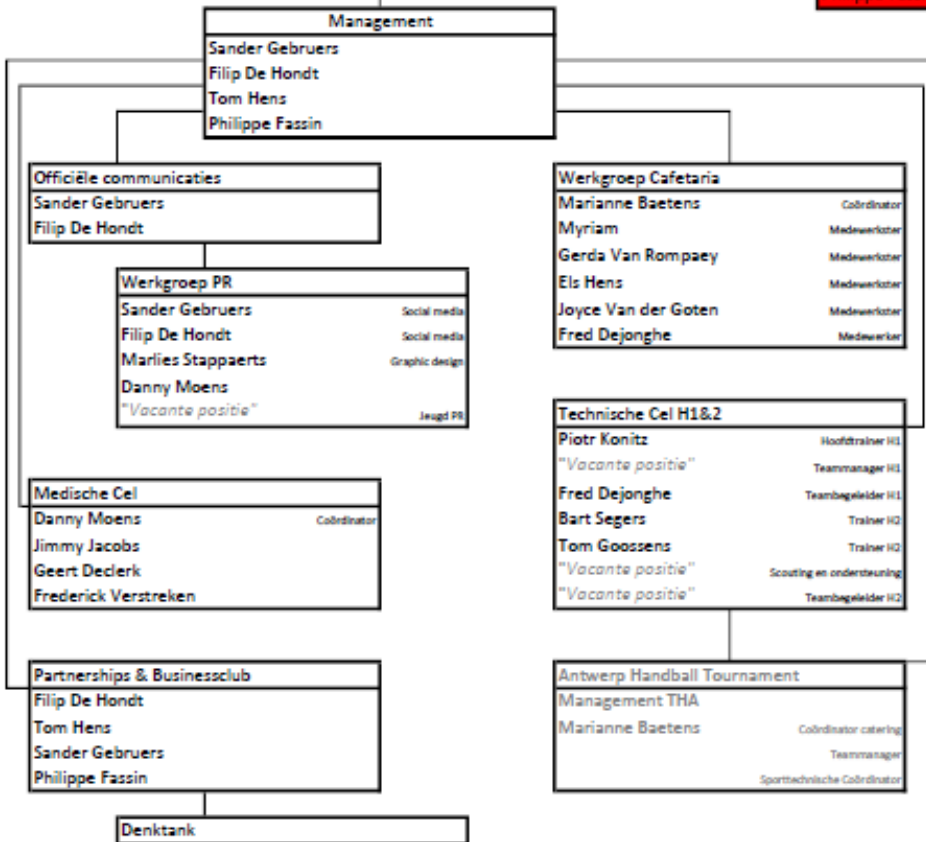 Management
Sander Gebruers
Filip De Hondt
Tom Hens
Philippe Fassin
Officiële communicaties
Sander Gebruers
Filip De Hondt
Werkgroep PR
Sander Gebruers Social media
Filip De Hondt Social media
Marlies Stappaerts Graphic design
Danny Moens
"Vacante positie" Jeugd PR
Medische Cel
Danny Moens Coördinator
Jimmy Jacobs
Geert Declerk
Frederick Verstreken
Partnerships & Businessclub
Filip De Hondt
Tom Hens
Sander Gebruers
Philippe Fassin
Denktank
Werkgroep Cafetaria
Marianne Baetens Coördinator
Myriam Medewerkster
Gerda Van Rompaey Medewerkster
Els Hens Medewerkster
Joyce Van der Goten Medewerkster
Fred Dejonghe Medewerker
Technische Cel H1&2
Piotr Konitz Hoofdtrainer H1
"Vacante positie" Teammanager H1
Fred Dejonghe Teambegeleider H1
Bart Segers Trainer H2
Tom Goossens Trainer H2
"Vacante positie" Scouting en ondersteuning
"Vacante positie" Teambegeleider H2
Antwerp Handball Tournament
Management THA
Marianne Baetens Coördinator catering
Teammanager
Sporttechnische Coördinator